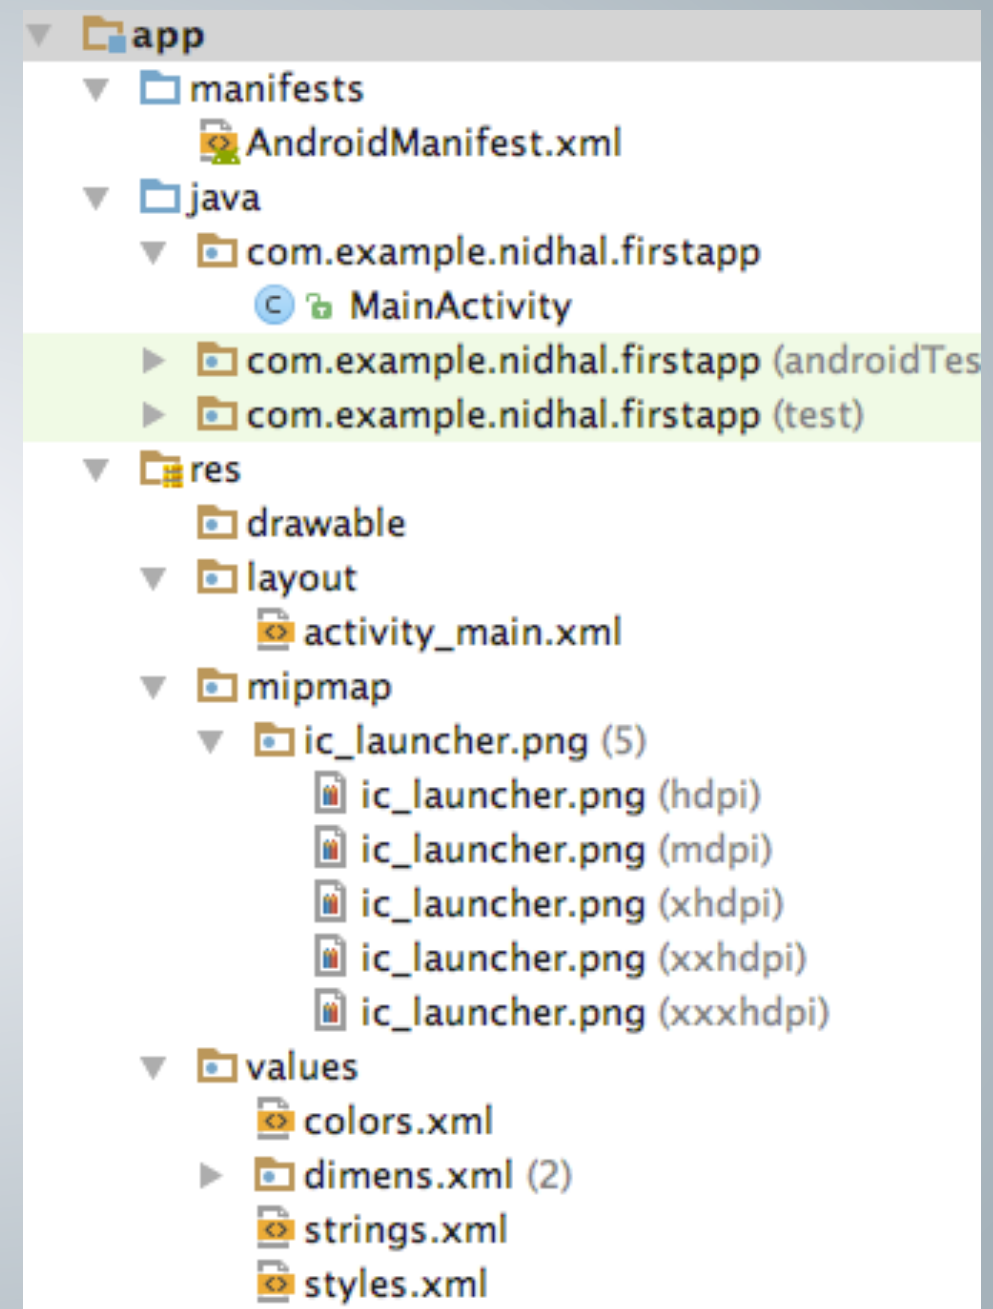 app
manifests
AndroidManifest.xml
java
com.example.nidhal.firstapp
C MainActivity
com.example.nidhal.firstapp (androidTes
com.example.nidhal.firstapp (test)
res
drawable
layout
activity_main.xml
mipmap
ic_launcher.png (5)
ic_launcher.png (hdpi)
ic_launcher.png (mdpi)
ic_launcher.png (xhdpi)
ic_launcher.png (xxhdpi)
ic_launcher.png (xxxhdpi)
values
colors.xml
dimens.xml (2)
strings.xml
styles.xml